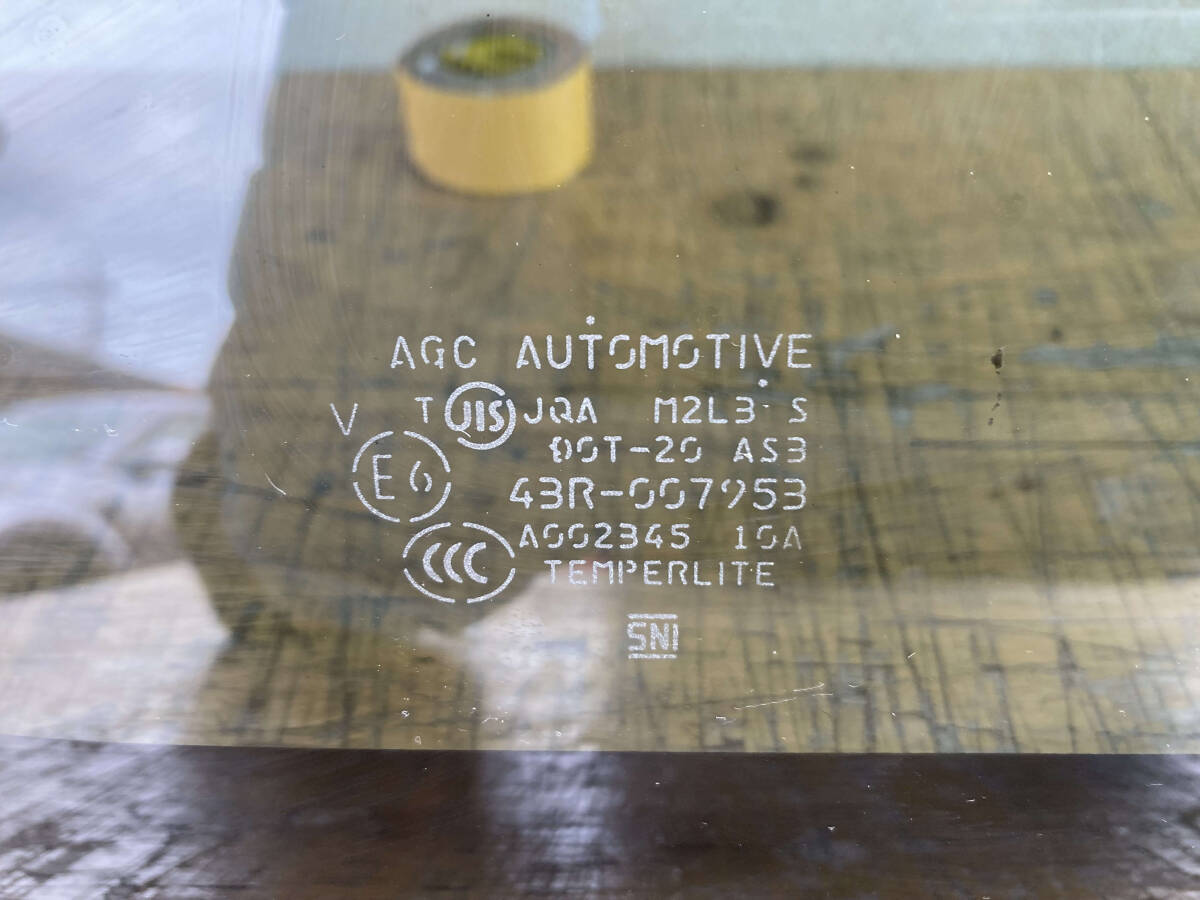 AGC AUTOMOTIVE
V T JIS JQA M2L3 S
DOT-20 AS3
E6 43R-007953
A002345 10A
CCC TEMPERLITE
SNI